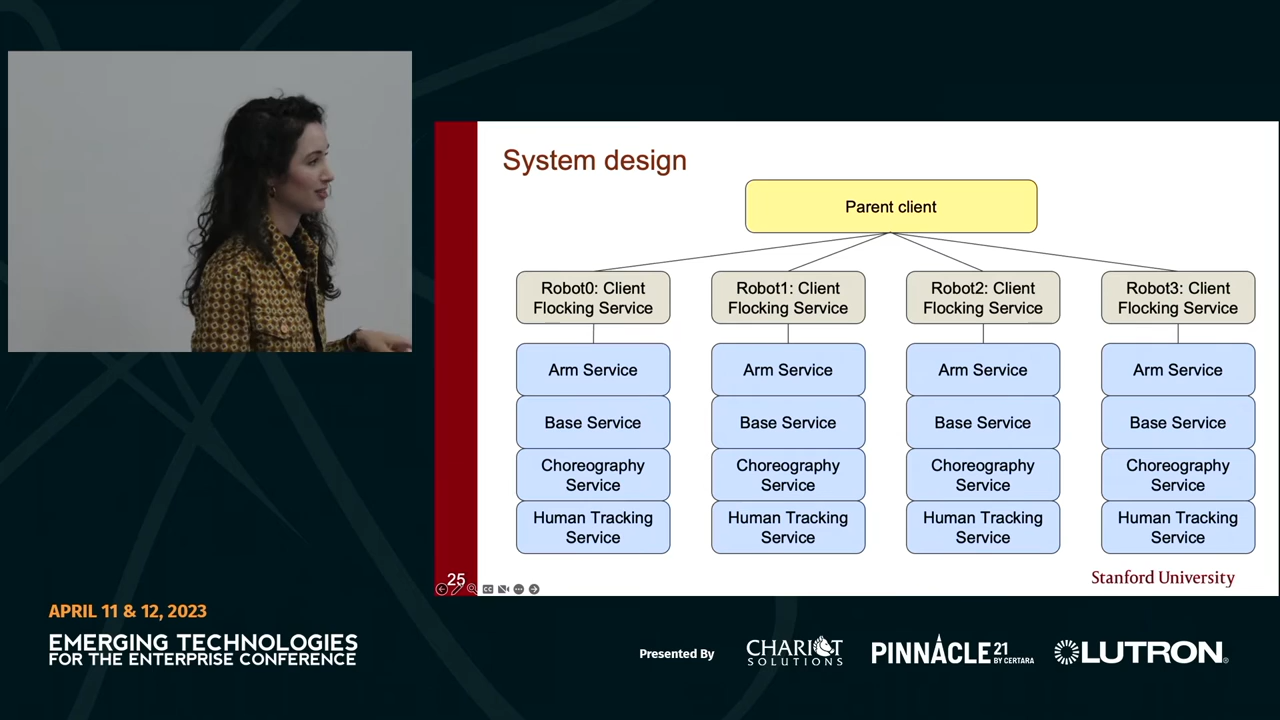 System design
Parent client
Robot0: Client
Flocking Service
Robot1: Client
Flocking Service
Robot2: Client
Flocking Service
Robot3: Client
Flocking Service
Arm Service
Arm Service
Arm Service
Arm Service
Base Service
Base Service
Base Service
Base Service
Choreography
Service
Choreography
Service
Choreography
Service
Choreography
Service
Human Tracking
Service
Human Tracking
Service
Human Tracking
Service
Human Tracking
Service
25
Stanford University
APRIL 11 & 12, 2023
EMERGING TECHNOLOGIES
FOR THE ENTERPRISE CONFERENCE
Presented By
CHARIOT
SOLUTIONS
PINNACLE 21
BY CERTARA
LUTRON